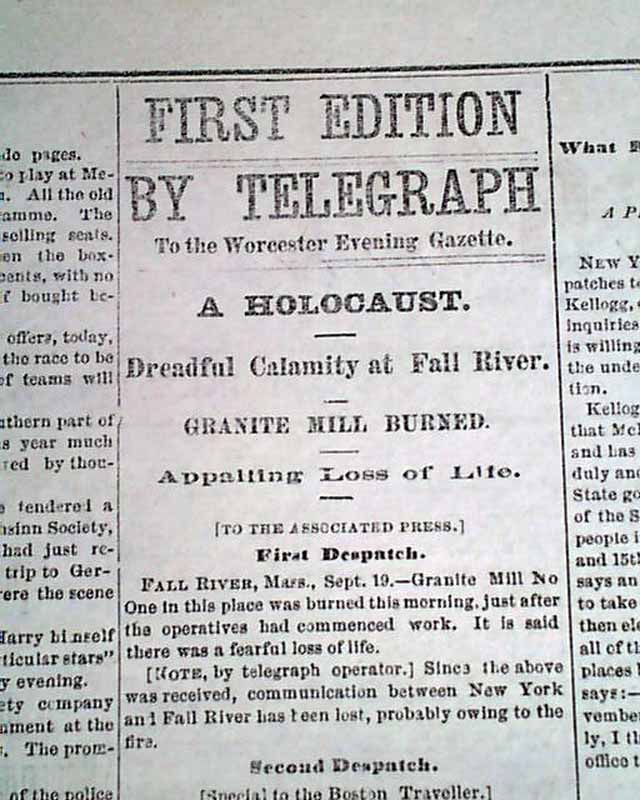 do pages.
to play at Me-
All the old
ramme. The
selling seats.
en the box-
cents, with no
if bought be-
offers, today,
the race to be
of teams will
uthern part of
s year much
red by thou-
e tendered a
nsinn Society,
had just re-
trip to Ger-
ere the scene
Harry himself
rticular stars"
y evening.
ety company
nment at the
s. The prom-
of the police
FIRST EDITION
BY TELEGRAPH
To the Worcester Evening Gazette.
A HOLOCAUST.
Dreadful Calamity at Fall River.
GRANITE MILL BURNED.
Appalling Loss of Life.
[TO THE ASSOCIATED PRESS.]
First Despatch.
FALL RIVER, Mass., Sept. 19.—Granite Mill No
One in this place was burned this morning, just after
the operatives had commenced work. It is said
there was a fearful loss of life.
[NOTE, by telegraph operator.] Since the above
was received, communication between New York
and Fall River has been lost, probably owing to the
fire.
Second Despatch.
[Special to the Boston Traveller.]
What
A P
NEW Y
patches to
Kellogg,
inquiries
is willing
the unde
tion.
Kellog
that McI
and has
duly and
State go
of the S
people i
and 15th
says an
to take
then ele
all of th
places b
says:—
vember
ly, I th
office t